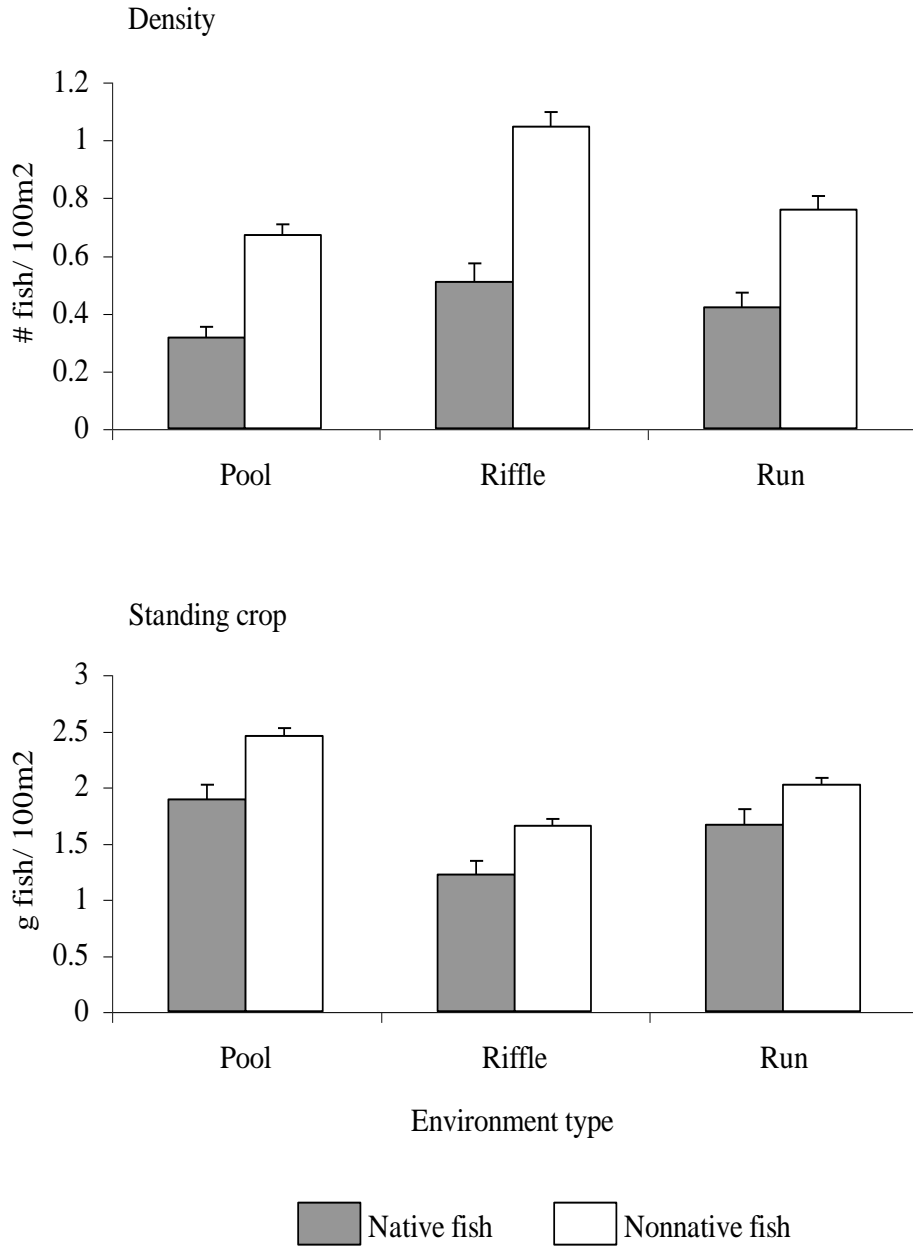 Density
# fish/ 100m2
1.2
1
0.8
0.6
0.4
0.2
0
Pool Riffle Run
Standing crop
g fish/ 100m2
3
2.5
2
1.5
1
0.5
0
Pool Riffle Run
Environment type
Native fish Nonnative fish